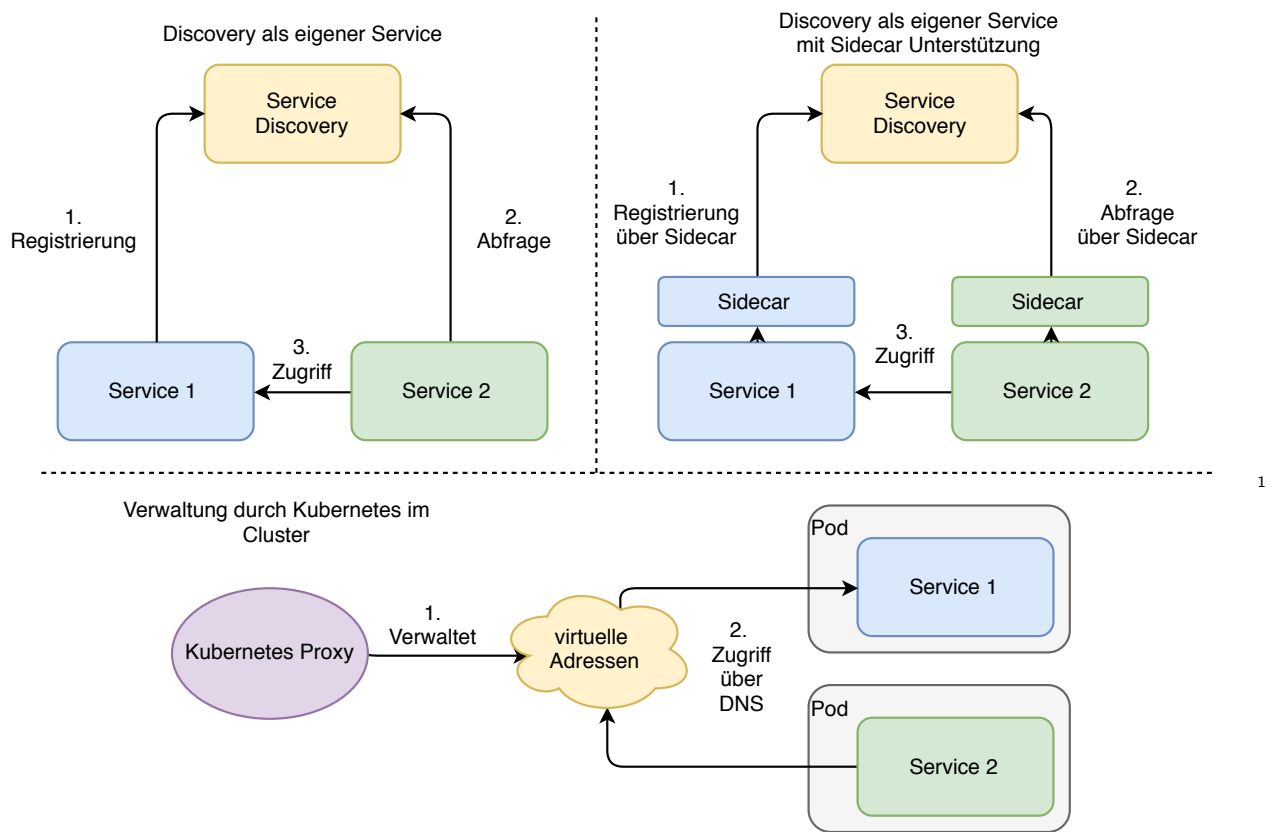 Discovery als eigener Service
Service
Discovery
1.
Registrierung
2.
Abfrage
3.
Zugriff
Service 1
Service 2
Discovery als eigener Service
mit Sidecar Unterstützung
Service
Discovery
1.
Registrierung
über Sidecar
2.
Abfrage
über Sidecar
Sidecar
Sidecar
3.
Zugriff
Service 1
Service 2
1
Verwaltung durch Kubernetes im
Cluster
Kubernetes Proxy
1.
Verwaltet
virtuelle
Adressen
2.
Zugriff
über
DNS
Pod
Service 1
Pod
Service 2